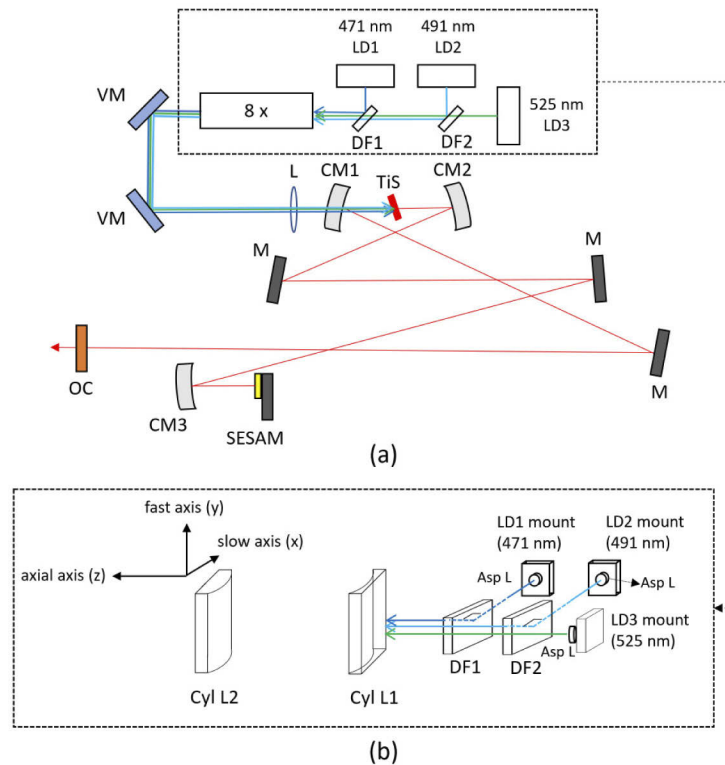 471 nm
LD1
491 nm
LD2
525 nm
LD3
VM
8 x
DF1
DF2
L
CM1
TiS
CM2
VM
M
M
OC
CM3
SESAM
M
(a)
fast axis (y)
slow axis (x)
axial axis (z)
LD1 mount
(471 nm)
LD2 mount
(491 nm)
Asp L
Asp L
LD3 mount
(525 nm)
Asp L
DF1
DF2
Cyl L2
Cyl L1
(b)